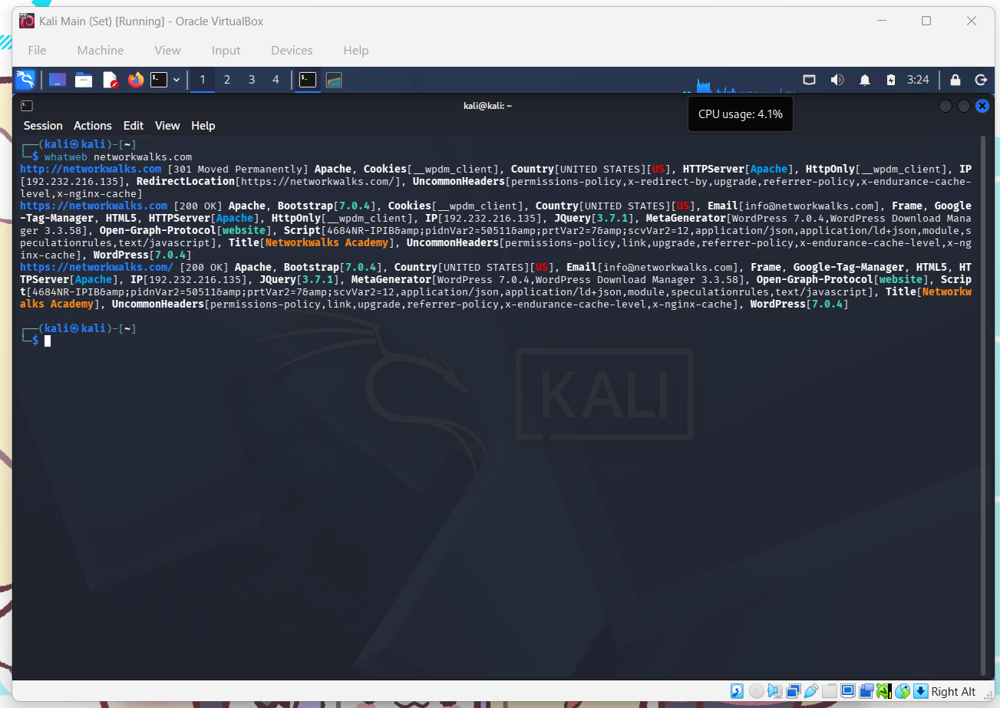 Kali Main (Set) [Running] - Oracle VirtualBox
File Machine View Input Devices Help
1 2 3 4 3:24
kali@kali: ~
CPU usage: 4.1%
Session Actions Edit View Help
┌──(kali㉿kali)-[~]
└─$ whatweb networkwalks.com
http://networkwalks.com [301 Moved Permanently] Apache, Cookies[__wpdm_client], Country[UNITED STATES][US], HTTPServer[Apache], HttpOnly[__wpdm_client], IP
[192.232.216.135], RedirectLocation[https://networkwalks.com/], UncommonHeaders[permissions-policy,x-redirect-by,upgrade,referrer-policy,x-endurance-cache-
level,x-nginx-cache]
https://networkwalks.com [200 OK] Apache, Bootstrap[7.0.4], Cookies[__wpdm_client], Country[UNITED STATES][US], Email[info@networkwalks.com], Frame, Google
-Tag-Manager, HTML5, HTTPServer[Apache], HttpOnly[__wpdm_client], IP[192.232.216.135], JQuery[3.7.1], MetaGenerator[WordPress 7.0.4,WordPress Download Mana
ger 3.3.58], Open-Graph-Protocol[website], Script[4684NR-IPIB&amp;pidnVar2=50511&amp;prtVar2=7&amp;scvVar2=12,application/json,application/ld+json,module,s
peculationrules,text/javascript], Title[Networkwalks Academy], UncommonHeaders[permissions-policy,link,upgrade,referrer-policy,x-endurance-cache-level,x-ng
inx-cache], WordPress[7.0.4]
https://networkwalks.com/ [200 OK] Apache, Bootstrap[7.0.4], Country[UNITED STATES][US], Email[info@networkwalks.com], Frame, Google-Tag-Manager, HTML5, HT
TPServer[Apache], IP[192.232.216.135], JQuery[3.7.1], MetaGenerator[WordPress 7.0.4,WordPress Download Manager 3.3.58], Open-Graph-Protocol[website], Scrip
t[4684NR-IPIB&amp;pidnVar2=50511&amp;prtVar2=7&amp;scvVar2=12,application/json,application/ld+json,module,speculationrules,text/javascript], Title[Networkw
alks Academy], UncommonHeaders[permissions-policy,link,upgrade,referrer-policy,x-endurance-cache-level,x-nginx-cache], WordPress[7.0.4]
┌──(kali㉿kali)-[~]
└─$
KALI
Right Alt